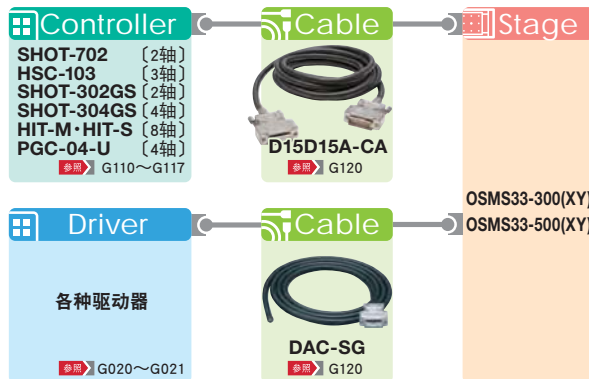 Controller
SHOT-702 〔2轴〕
HSC-103 〔3轴〕
SHOT-302GS〔2轴〕
SHOT-304GS〔4轴〕
HIT-M・HIT-S〔8轴〕
PGC-04-U 〔4轴〕
参照 G110～G117
Cable
D15D15A-CA
参照 G120
Stage
OSMS33-300(XY)
OSMS33-500(XY)
Driver
各种驱动器
参照 G020～G021
Cable
DAC-SG
参照 G120